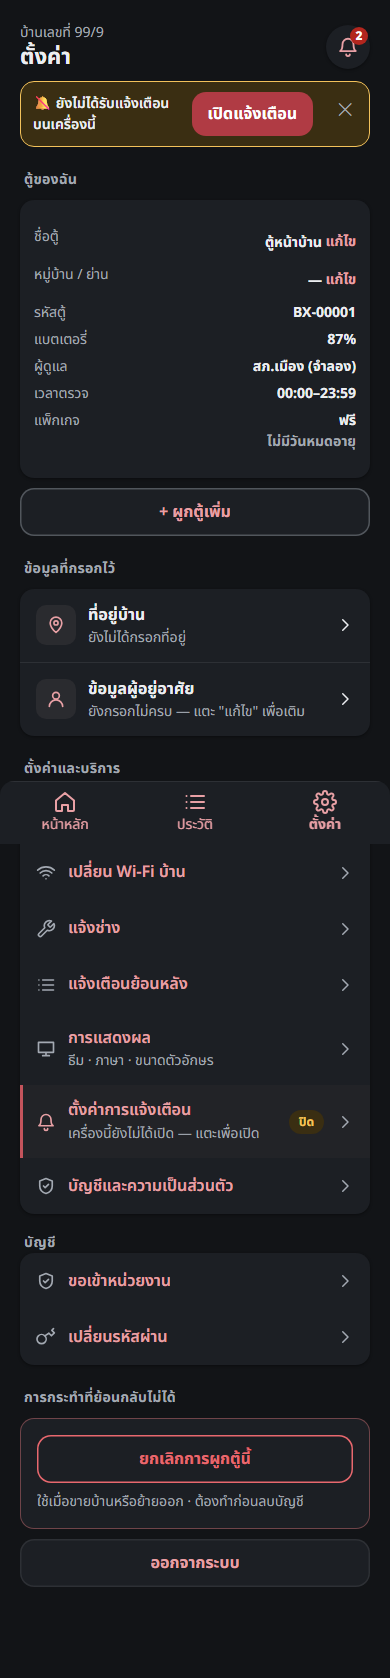 บ้านเลขที่ 99/9
ตั้งค่า
2
ยังไม่ได้รับแจ้งเตือน
บนเครื่องนี้
เปิดแจ้งเตือน
ตู้ของฉัน
ชื่อตู้
ตู้หน้าบ้าน แก้ไข
หมู่บ้าน / ย่าน
— แก้ไข
รหัสตู้
BX-00001
แบตเตอรี่
87%
ผู้ดูแล
สภ.เมือง (จำลอง)
เวลาตรวจ
00:00–23:59
แพ็กเกจ
ฟรี
ไม่มีวันหมดอายุ
+ ผูกตู้เพิ่ม
ข้อมูลที่กรอกไว้
ที่อยู่บ้าน
ยังไม่ได้กรอกที่อยู่
ข้อมูลผู้อยู่อาศัย
ยังกรอกไม่ครบ — แตะ "แก้ไข" เพื่อเติม
ตั้งค่าและบริการ
หน้าหลัก
ประวัติ
ตั้งค่า
เปลี่ยน Wi-Fi บ้าน
แจ้งช่าง
แจ้งเตือนย้อนหลัง
การแสดงผล
ธีม · ภาษา · ขนาดตัวอักษร
ตั้งค่าการแจ้งเตือน
เครื่องนี้ยังไม่ได้เปิด — แตะเพื่อเปิด
ปิด
บัญชีและความเป็นส่วนตัว
บัญชี
ขอเข้าหน่วยงาน
เปลี่ยนรหัสผ่าน
การกระทำที่ย้อนกลับไม่ได้
ยกเลิกการผูกตู้นี้
ใช้เมื่อขายบ้านหรือย้ายออก · ต้องทำก่อนลบบัญชี
ออกจากระบบ